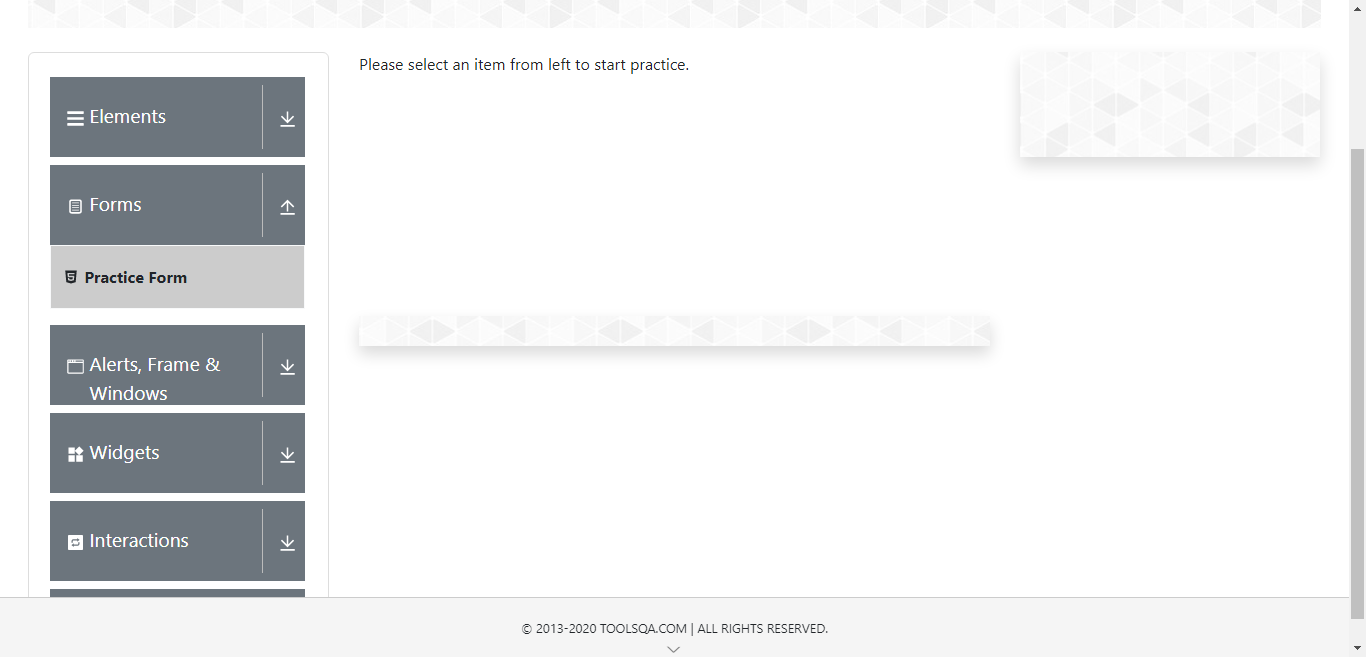 Please select an item from left to start practice.
Elements
Forms
Practice Form
Alerts, Frame &
Windows
Widgets
Interactions
© 2013-2020 TOOLSQA.COM | ALL RIGHTS RESERVED.